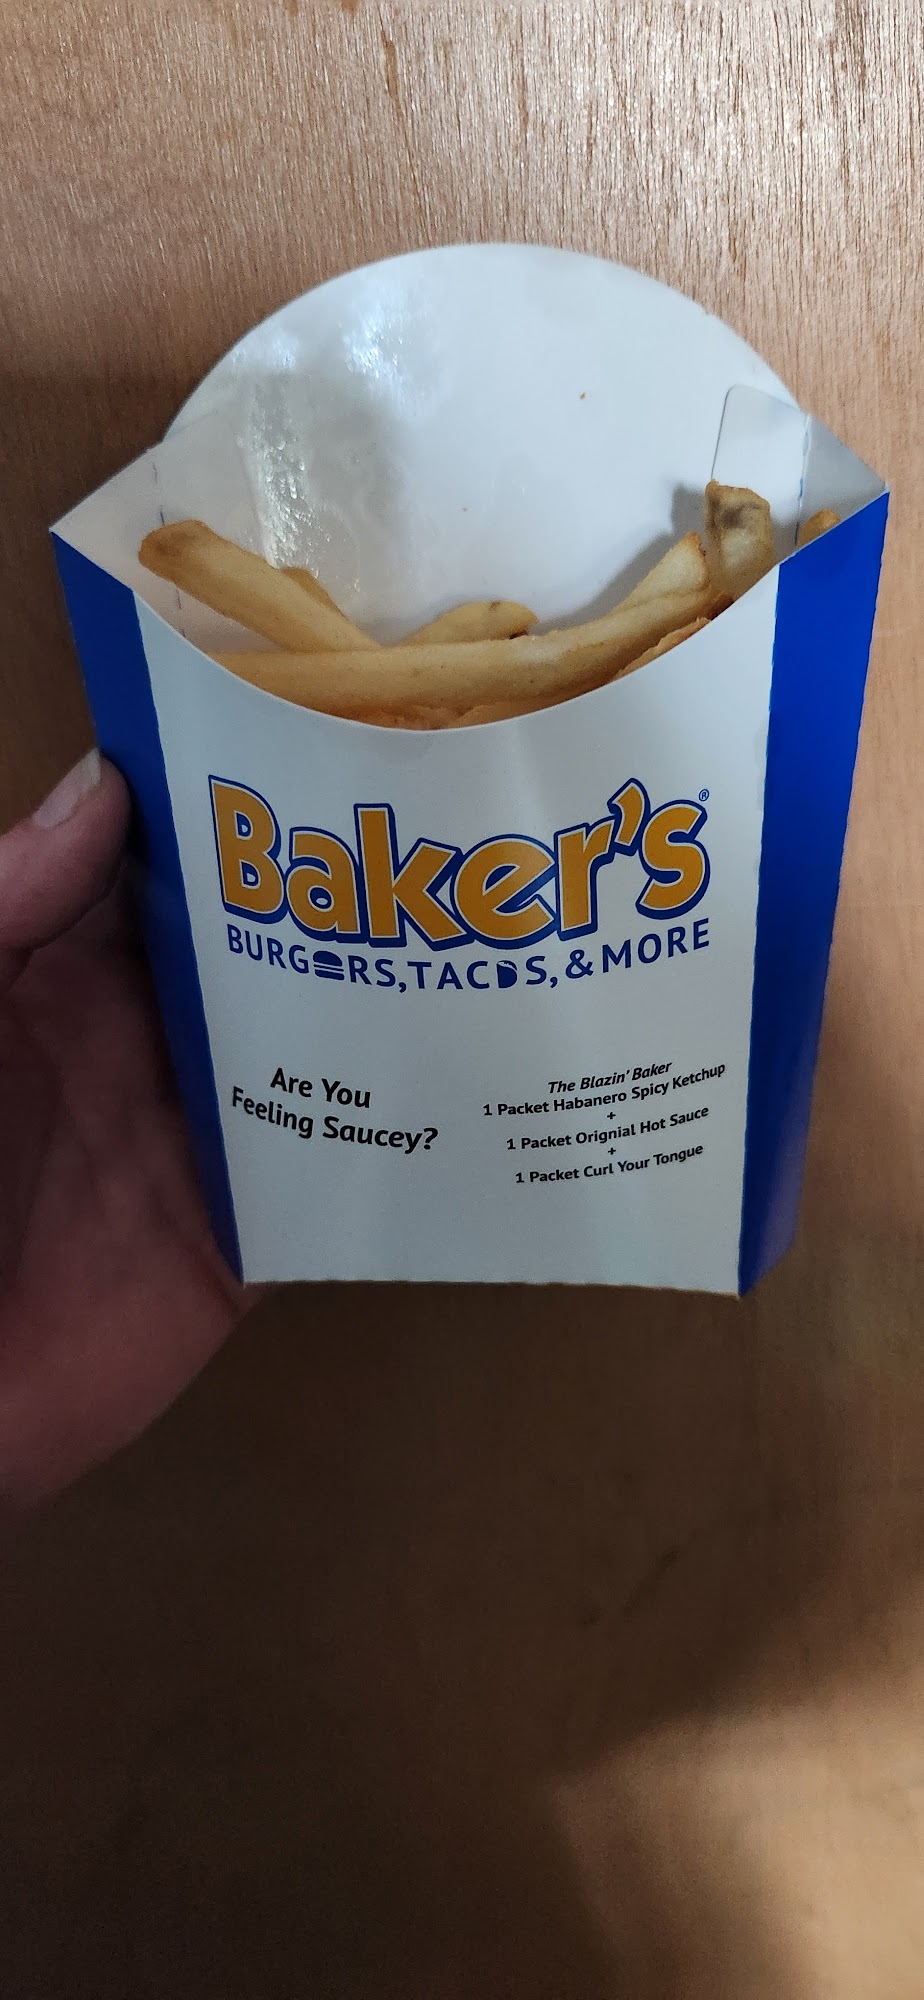 Baker's®
BURGERS, TACOS, & MORE
Are You
Feeling Saucey?
The Blazin' Baker
1 Packet Habanero Spicy Ketchup
+
1 Packet Orignial Hot Sauce
+
1 Packet Curl Your Tongue